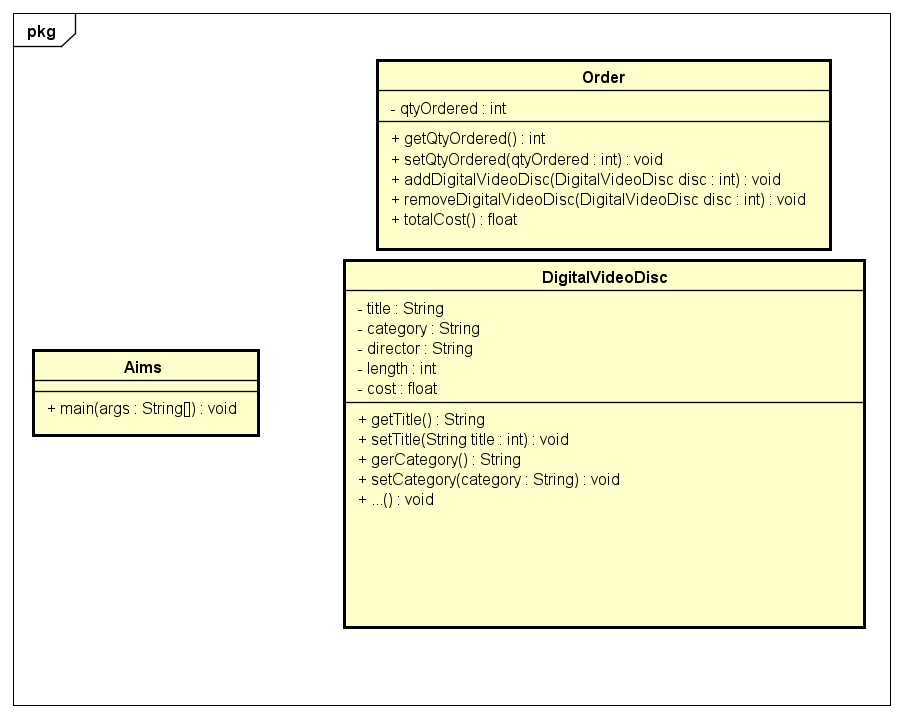 pkg
Order
- qtyOrdered : int
+ getQtyOrdered() : int
+ setQtyOrdered(qtyOrdered : int) : void
+ addDigitalVideoDisc(DigitalVideoDisc disc : int) : void
+ removeDigitalVideoDisc(DigitalVideoDisc disc : int) : void
+ totalCost() : float
DigitalVideoDisc
- title : String
- category : String
- director : String
- length : int
- cost : float
+ getTitle() : String
+ setTitle(String title : int) : void
+ gerCategory() : String
+ setCategory(category : String) : void
+ ...() : void
Aims
+ main(args : String[]) : void